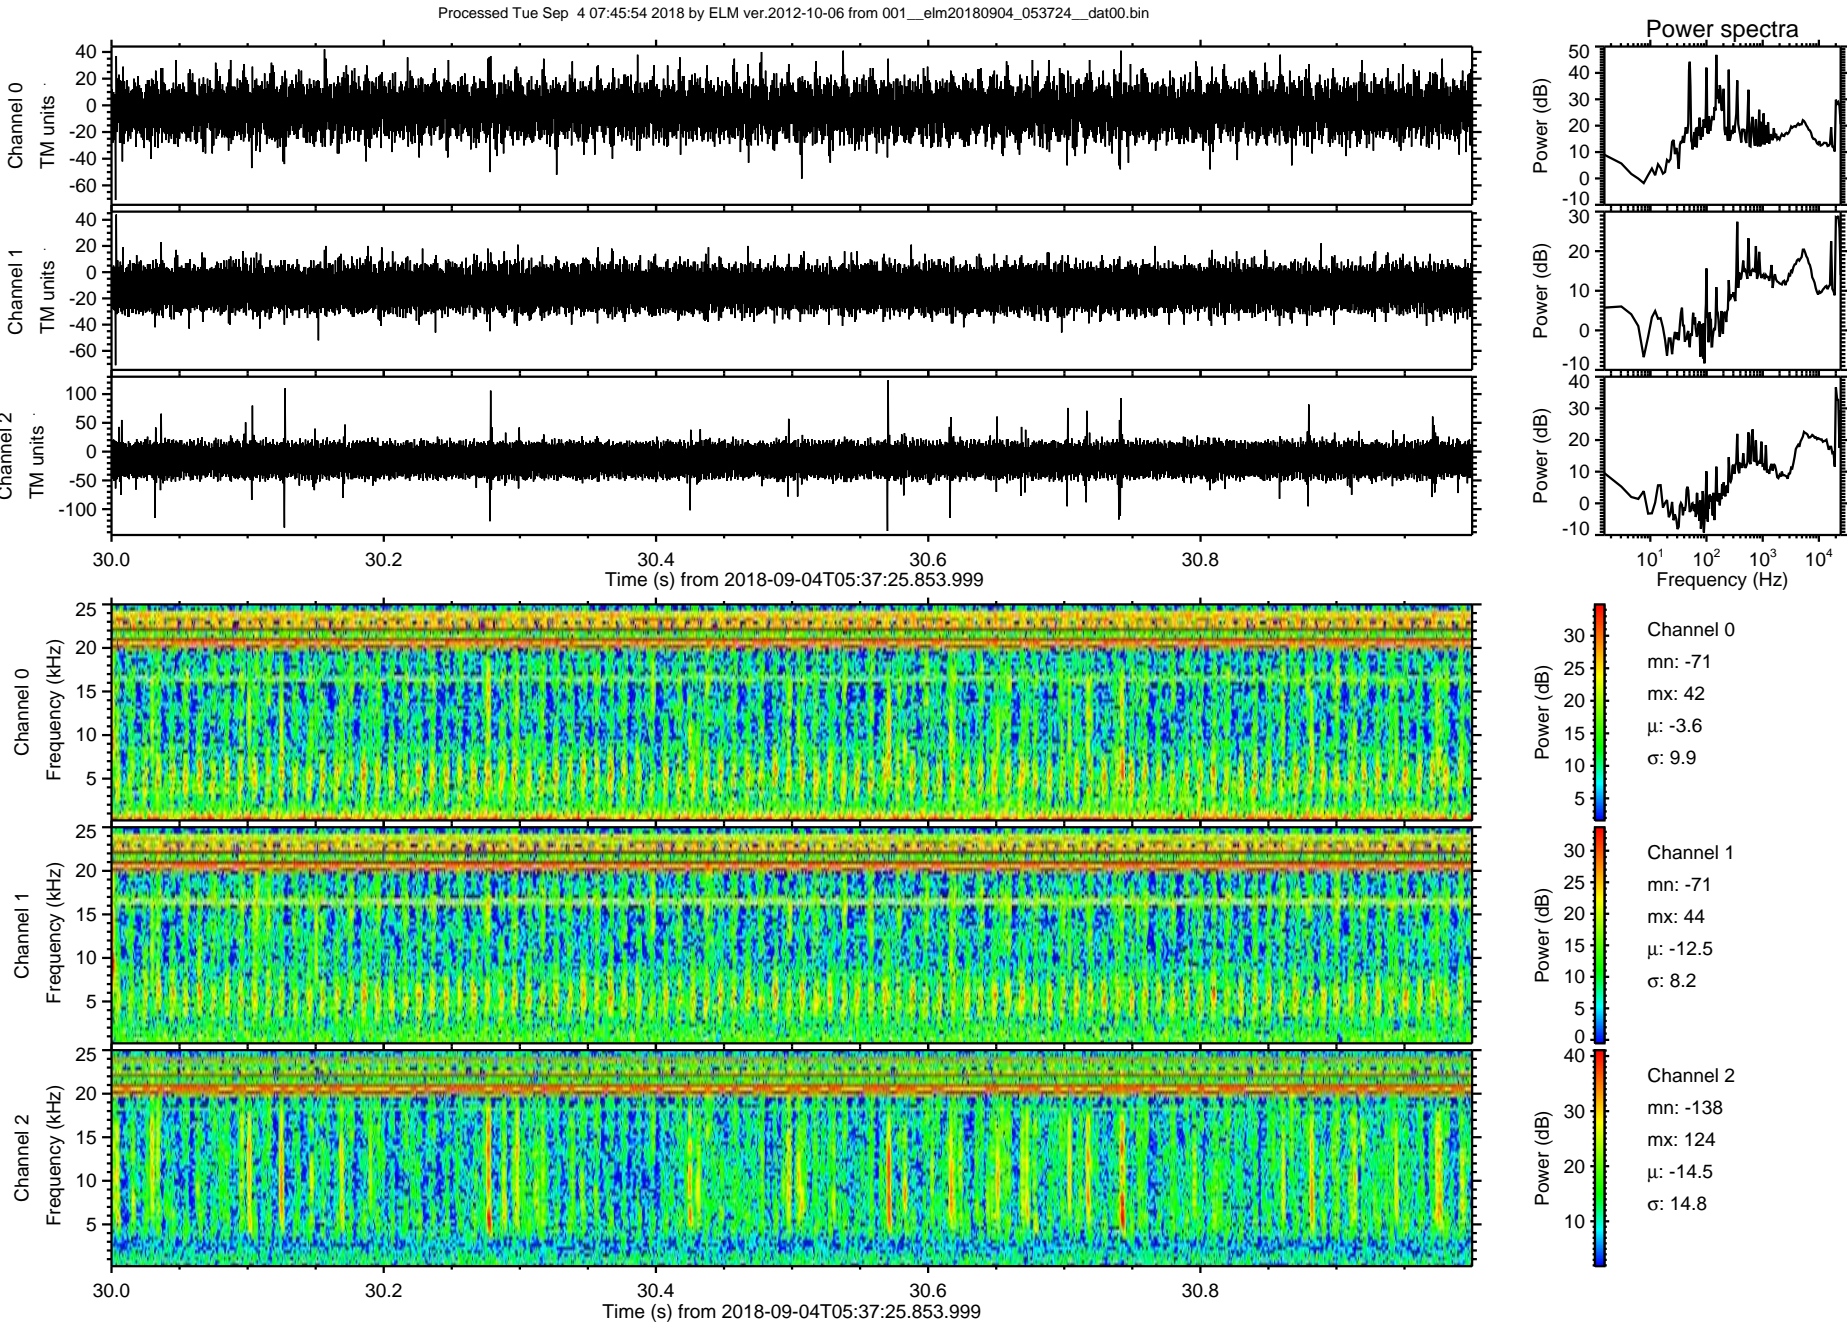 Processed Tue Sep  4 07:45:54 2018 by ELM ver.2012-10-06 from 001__elm20180904_053724__dat00.bin
Power spectra
Channel 0
TM units
40
20
0
-20
-40
-60
Power (dB)
50
40
30
20
10
0
-10
Channel 1
TM units
40
20
0
-20
-40
-60
Power (dB)
30
20
10
0
-10
Channel 2
TM units
100
50
0
-50
-100
Power (dB)
40
30
20
10
0
-10
30.0 30.2 30.4 30.6 30.8
Time (s) from 2018-09-04T05:37:25.853.999
10^1 10^2 10^3 10^4
Frequency (Hz)
Channel 0
Frequency (kHz)
25
20
15
10
5
Power (dB)
30
25
20
15
10
5
Channel 0
mn: -71
mx: 42
μ: -3.6
σ: 9.9
Channel 1
Frequency (kHz)
25
20
15
10
5
Power (dB)
30
25
20
15
10
5
0
Channel 1
mn: -71
mx: 44
μ: -12.5
σ: 8.2
Channel 2
Frequency (kHz)
25
20
15
10
5
Power (dB)
40
30
20
10
Channel 2
mn: -138
mx: 124
μ: -14.5
σ: 14.8
30.0 30.2 30.4 30.6 30.8
Time (s) from 2018-09-04T05:37:25.853.999